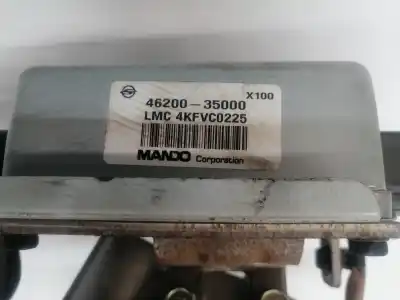 X100
46200-35000
LMC 4KFVC0225
MANDO Corporation